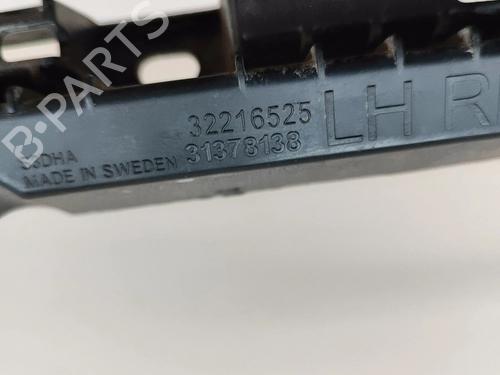 B-PARTS
32216525
31378138
LH R
MADE IN SWEDEN